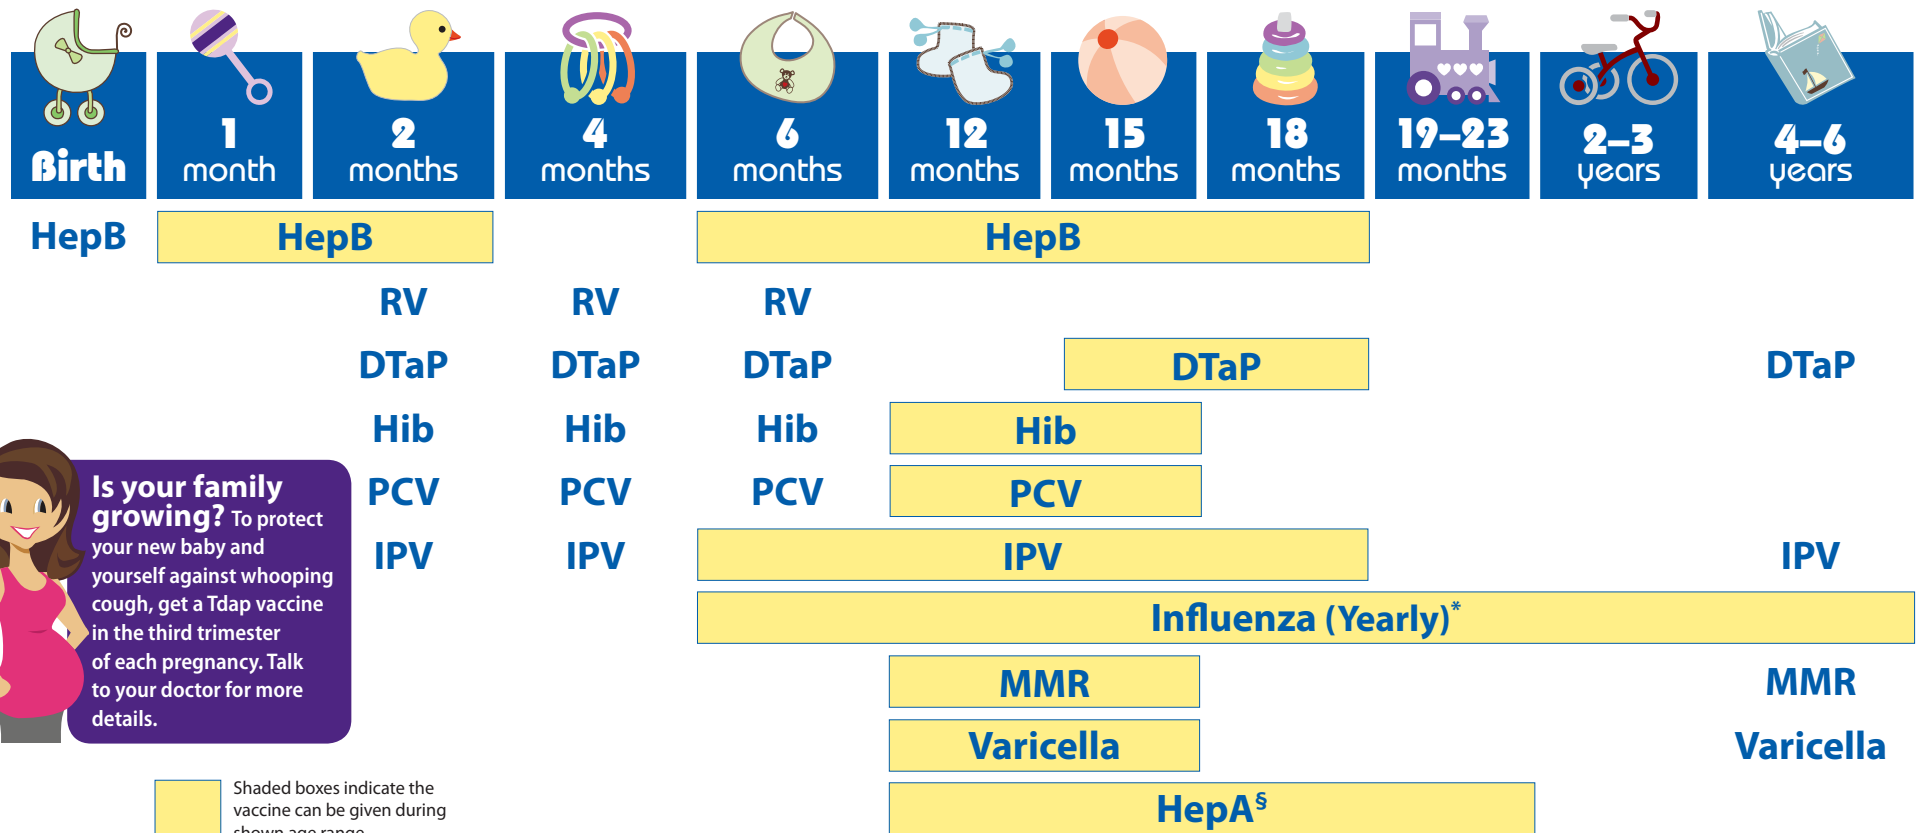 Birth
1
month
2
months
4
months
6
months
12
months
15
months
18
months
19–23
months
2–3
years
4–6
years
HepB HepB HepB
RV RV RV
DTaP DTaP DTaP DTaP DTaP
Hib Hib Hib Hib
PCV PCV PCV PCV
IPV IPV IPV IPV
Influenza (Yearly)*
MMR MMR
Varicella Varicella
HepA§
Is your family
growing? To protect
your new baby and
yourself against whooping
cough, get a Tdap vaccine
in the third trimester
of each pregnancy. Talk
to your doctor for more
details.
Shaded boxes indicate the
vaccine can be given during
shown age range.